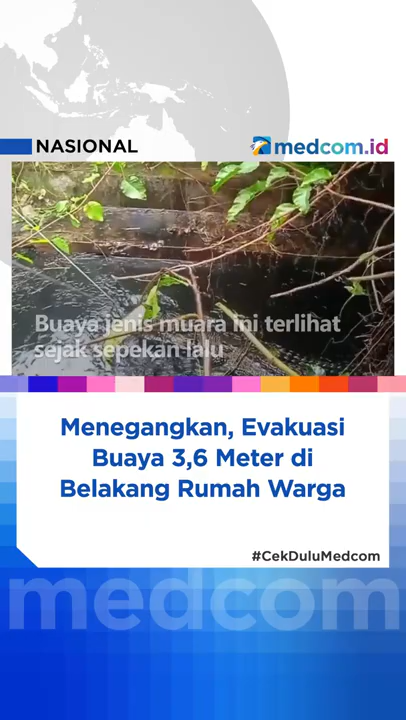 NASIONAL
medcom.id
Buaya jenis muara ini terlihat
sejak sepekan lalu
Menegangkan, Evakuasi
Buaya 3,6 Meter di
Belakang Rumah Warga
#CekDuluMedcom
medcom